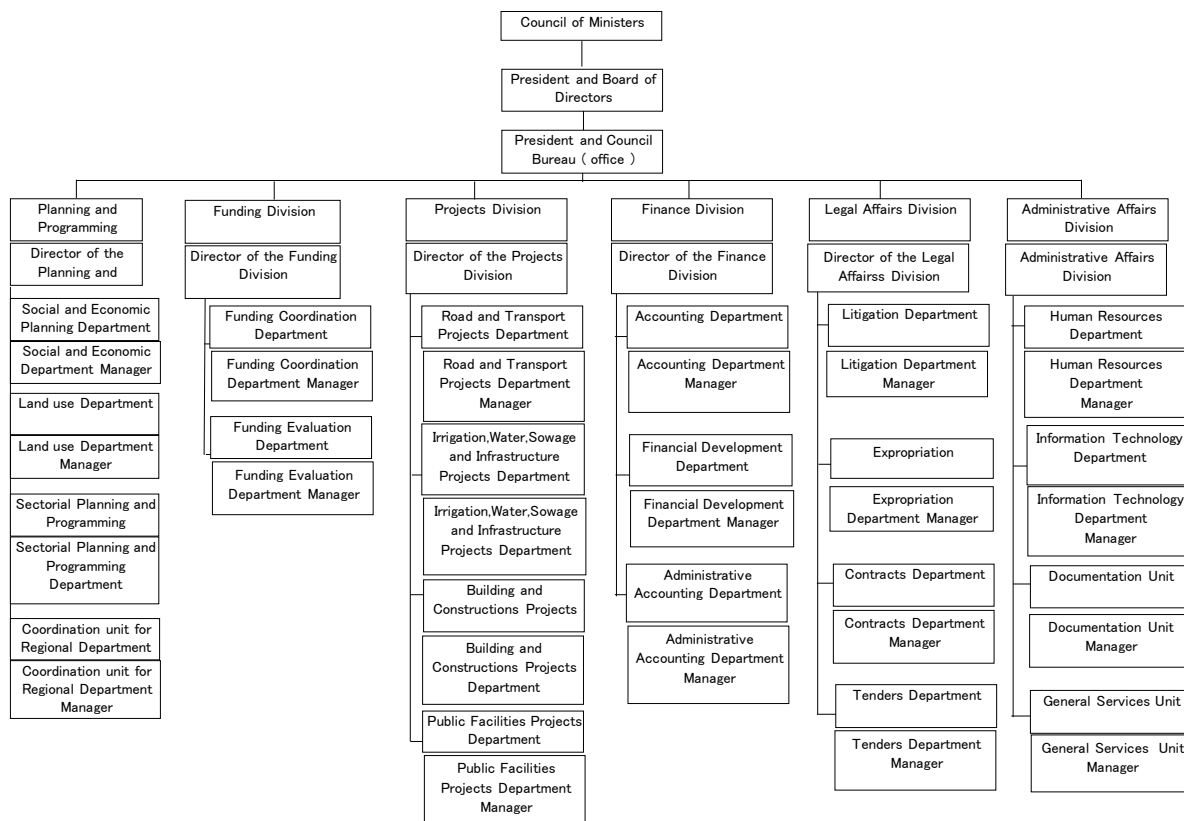 Council of Ministers
President and Board of
Directors
President and Council
Bureau ( office )
Planning and
Programming
Director of the
Planning and
Social and Economic
Planning Department
Social and Economic
Department Manager
Land use Department
Land use Department
Manager
Sectorial Planning and
Programming
Sectorial Planning and
Programming
Department
Coordination unit for
Regional Department
Coordination unit for
Regional Department
Manager
Funding Division
Director of the Funding
Division
Funding Coordination
Department
Funding Coordination
Department Manager
Funding Evaluation
Department
Funding Evaluation
Department Manager
Projects Division
Director of the Projects
Division
Road and Transport
Projects Department
Road and Transport
Projects Department
Manager
Irrigation,Water,Sowage
and Infrastructure
Projects Department
Irrigation,Water,Sowage
and Infrastructure
Projects Department
Building and
Constructions Projects
Building and
Constructions Projects
Department
Public Facilities Projects
Department
Public Facilities
Projects Department
Manager
Finance Division
Director of the Finance
Division
Accounting Department
Accounting Department
Manager
Financial Development
Department
Financial Development
Department Manager
Administrative
Accounting Department
Administrative
Accounting Department
Manager
Legal Affairs Division
Director of the Legal
Affairss Division
Litigation Department
Litigation Department
Manager
Expropriation
Expropriation
Department Manager
Contracts Department
Contracts Department
Manager
Tenders Department
Tenders Department
Manager
Administrative Affairs
Division
Administrative Affairs
Division
Human Resources Department
Human Resources
Department
Manager
Information Technology
Department
Information Technology
Department
Manager
Documentation Unit
Documentation Unit
Manager
General Services Unit
General Services Unit
Manager